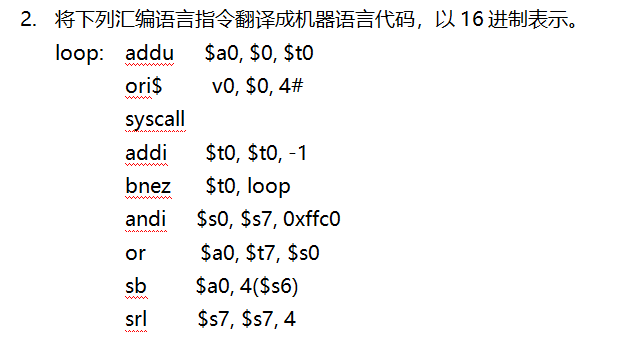 2. 将下列汇编语言指令翻译成机器语言代码，以 16 进制表示。
loop: addu $a0, $0, $t0
ori$ v0, $0, 4#
syscall
addi $t0, $t0, -1
bnez $t0, loop
andi $s0, $s7, 0xffc0
or $a0, $t7, $s0
sb $a0, 4($s6)
srl $s7, $s7, 4